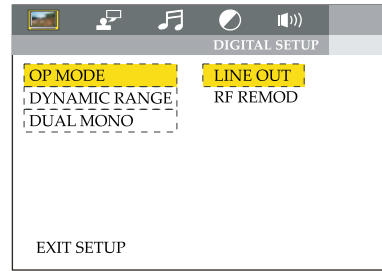 DIGITAL SETUP
OP MODE LINE OUT
DYNAMIC RANGE RF REMOD
DUAL MONO
EXIT SETUP